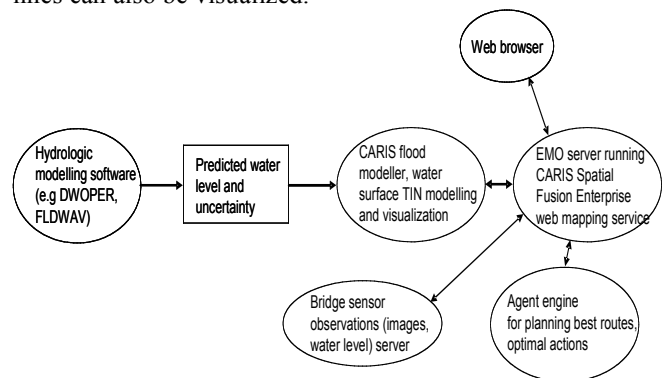 lines can also be visualized.
Web browser
Hydrologic
modelling software
(e.g DWOPER,
FLDWAV)
Predicted water
level and
uncertainty
CARIS flood
modeller, water
surface TIN modelling
and visualization
EMO server running
CARIS Spatial
Fusion Enterprise
web mapping service
Bridge sensor
observations (images,
water level) server
Agent engine
for planning best routes,
optimal actions